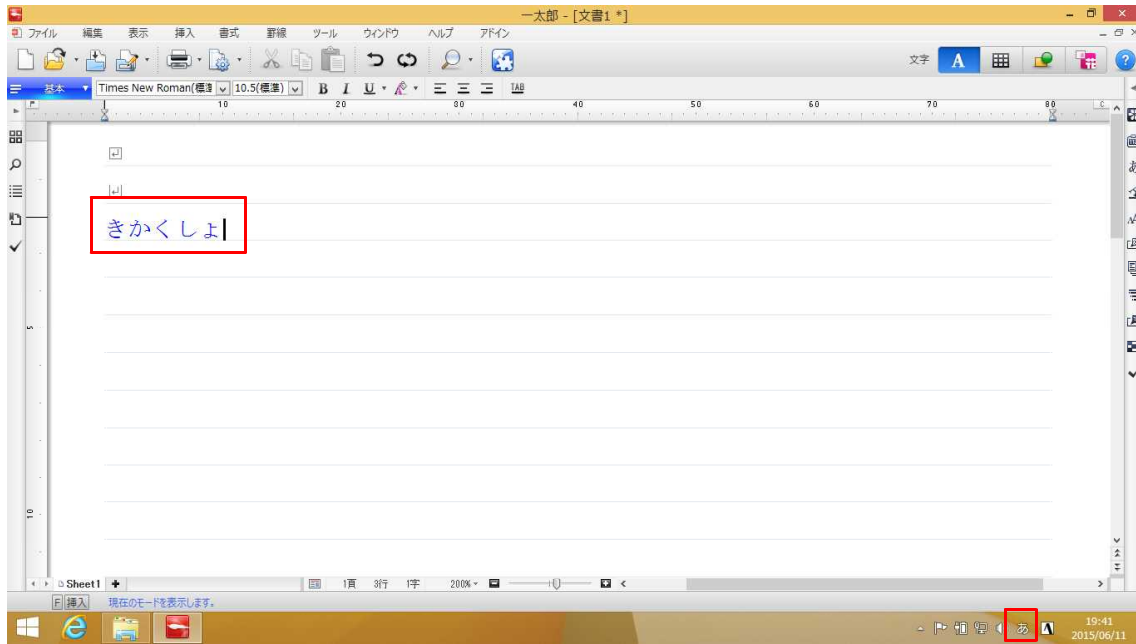 一太郎 - [文書1 *]
ファイル 編集 表示 挿入 書式 罫線 ツール ウィンドウ ヘルプ アドイン
文字 A
基本 Times New Roman(標準 10.5(標準) B I U TAB
10 20 30 40 50 60 70 80
きかくしょ
5
10
Sheet1 1頁 3行 1字 200%
F 挿入 現在のモードを表示します。
あ A 19:41
2015/06/11